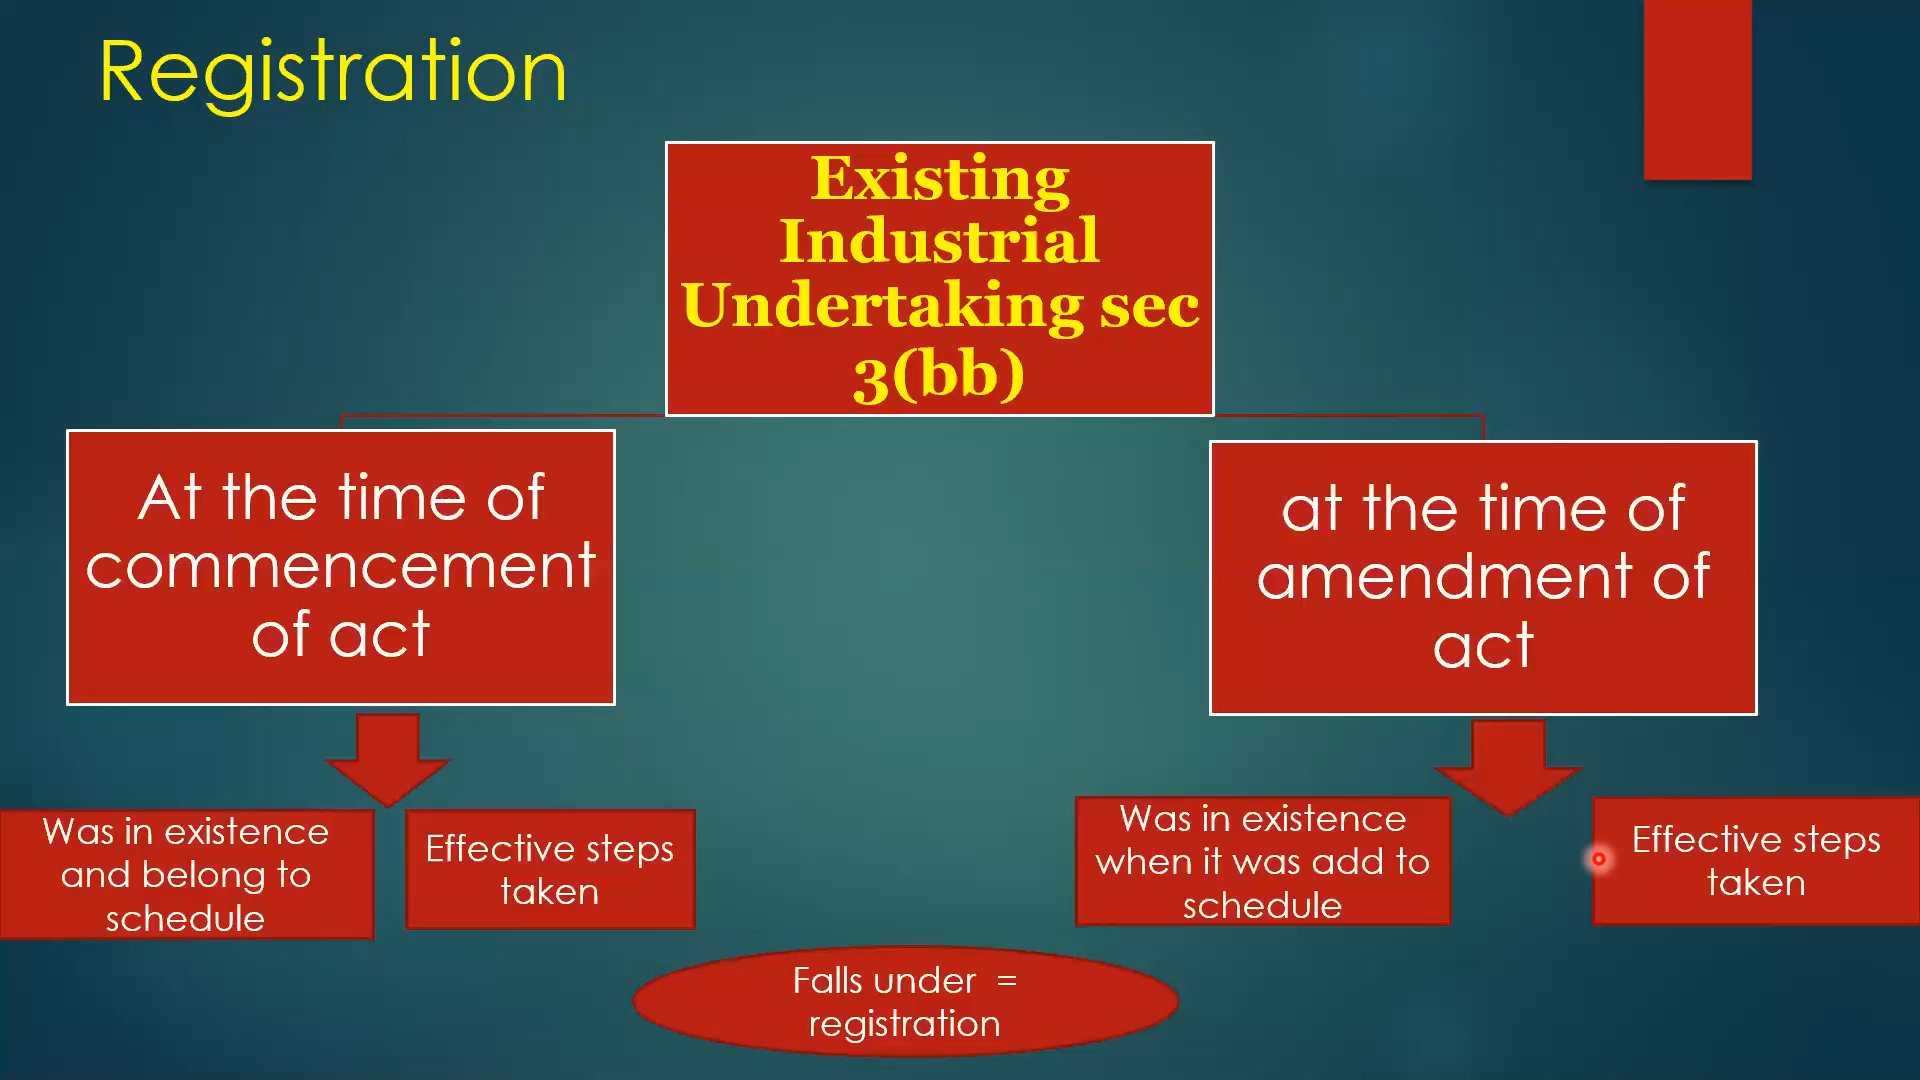 Registration
Existing
Industrial
Undertaking sec
3(bb)
At the time of
commencement
of act
at the time of
amendment of
act
Was in existence
and belong to
schedule
Effective steps
taken
Was in existence
when it was add to
schedule
Effective steps
taken
Falls under =
registration